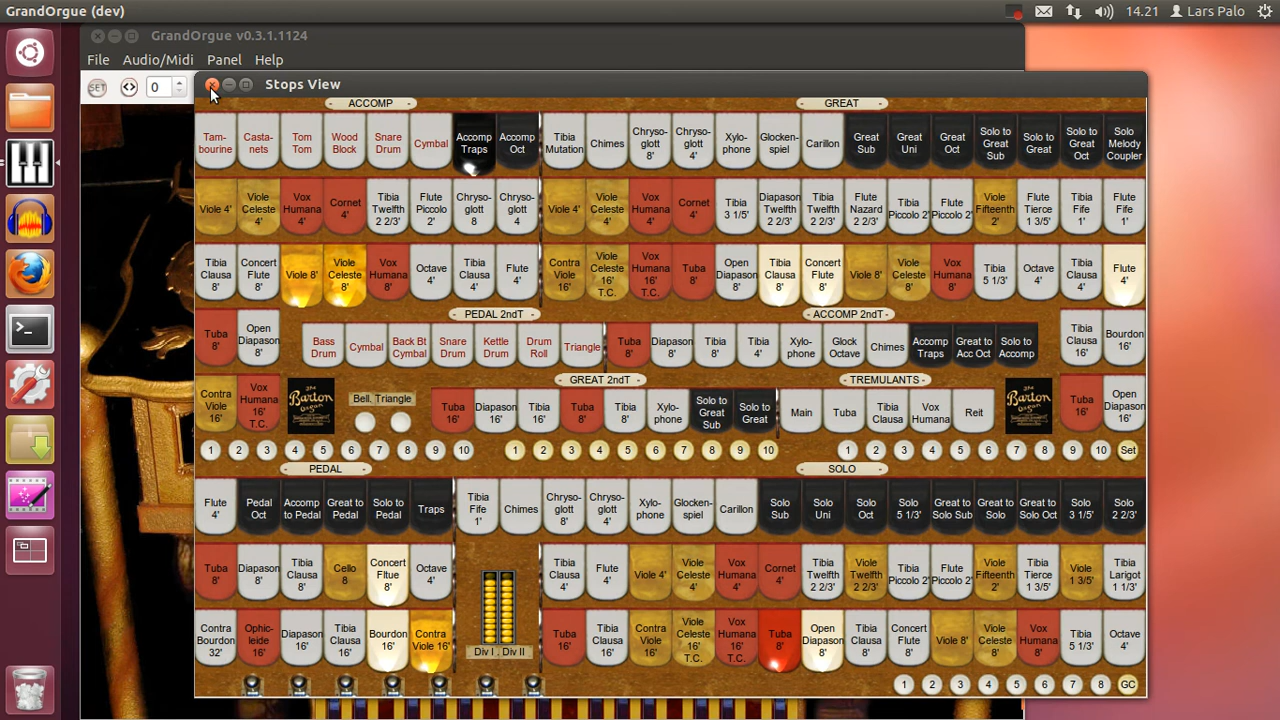 GrandOrgue (dev)
14.21 Lars Palo
GrandOrgue v0.3.1.1124
File Audio/Midi Panel Help
SET <> 0
Stops View
- ACCOMP - - GREAT -
Tam-
bourine
Casta-
nets
Tom
Tom
Wood
Block
Snare
Drum
Cymbal
Accomp
Traps
Accomp
Oct
Tibia
Mutation
Chimes
Chryso-
glott
8'
Chryso-
glott
4'
Xylo-
phone
Glocken-
spiel
Carillon
Great
Sub
Great
Uni
Great
Oct
Solo to
Great
Sub
Solo to
Great
Solo to
Great
Oct
Solo
Melody
Coupler
Viole 4'
Viole
Celeste
4'
Vox
Humana
4'
Cornet
4'
Tibia
Twelfth
2 2/3'
Flute
Piccolo
2'
Chryso-
glott
8
Chryso-
glott
4
Viole 4'
Viole
Celeste
4'
Vox
Humana
4'
Cornet
4'
Tibia
3 1/5'
Diapason
Twelfth
2 2/3'
Tibia
Twelfth
2 2/3'
Flute
Nazard
2 2/3'
Tibia
Piccolo 2'
Flute
Piccolo 2'
Viole
Fifteenth
2'
Flute
Tierce
1 3/5'
Tibia
Fife
1'
Flute
Fife
1'
Tibia
Clausa
8'
Concert
Flute
8'
Viole 8'
Viole
Celeste
8'
Vox
Humana
8'
Octave
4'
Tibia
Clausa
4'
Flute
4'
Contra
Viole
16'
Viole
Celeste
16'
T.C.
Vox
Humana
16'
T.C.
Tuba
8'
Open
Diapason
8'
Tibia
Clausa
8'
Concert
Flute
8'
Viole 8'
Viole
Celeste
8'
Vox
Humana
8'
Tibia
5 1/3'
Octave
4'
Tibia
Clausa
4'
Flute
4'
- PEDAL 2ndT - - ACCOMP 2ndT -
Tuba
8'
Open
Diapason
8'
Bass
Drum
Cymbal
Back Bt
Cymbal
Snare
Drum
Kettle
Drum
Drum
Roll
Triangle
Tuba
8'
Diapason
8'
Tibia
8'
Tibia
4'
Xylo-
phone
Glock
Octave
Chimes
Accomp
Traps
Great to
Acc Oct
Solo to
Accomp
Tibia
Clausa
16'
Bourdon
16'
- GREAT 2ndT - - TREMULANTS -
Contra
Viole
16'
Vox
Humana
16'
T.C.
The
Barton
Organ
Bell, Triangle
Tuba
16'
Diapason
16'
Tibia
16'
Tuba
8'
Tibia
8'
Xylo-
phone
Solo to
Great
Sub
Solo to
Great
Main
Tuba
Tibia
Clausa
Vox
Humana
Reit
The
Barton
Organ
Tuba
16'
Open
Diapason
16'
1 2 3 4 5 6 7 8 9 10 1 2 3 4 5 6 7 8 9 10 1 2 3 4 5 6 7 8 9 10 Set
- PEDAL - - SOLO -
Flute
4'
Pedal
Oct
Accomp
to Pedal
Great to
Pedal
Solo to
Pedal
Traps
Tibia
Fife
1'
Chimes
Chryso-
glott
8'
Chryso-
glott
4'
Xylo-
phone
Glocken-
spiel
Carillon
Solo
Sub
Solo
Uni
Solo
Oct
Solo
5 1/3'
Great to
Solo Sub
Great to
Solo
Great to
Solo Oct
Solo
3 1/5'
Solo
2 2/3'
Tuba
8'
Diapason
8'
Tibia
Clausa
8'
Cello
8
Concert
Fltue
8'
Octave
4'
Tibia
Clausa
4'
Flute
4'
Viole 4'
Viole
Celeste
4'
Vox
Humana
4'
Cornet
4'
Tibia
Twelfth
2 2/3'
Viole
Twelfth
2 2/3'
Tibia
Piccolo 2'
Flute
Piccolo 2'
Viole
Fifteenth
2'
Tibia
Tierce
1 3/5'
Viole
1 3/5'
Tibia
Larigot
1 1/3'
Contra
Bourdon
32'
Ophic-
leide
16'
Diapason
16'
Tibia
Clausa
16'
Bourdon
16'
Contra
Viole 16'
Div I , Div II
Tuba
16'
Tibia
Clausa
16'
Contra
Viole
16'
Viole
Celeste
16'
T.C.
Vox
Humana
16'
T.C.
Tuba
8'
Open
Diapason
8'
Tibia
Clausa
8'
Concert
Flute
8'
Viole 8'
Viole
Celeste
8'
Vox
Humana
8'
Tibia
5 1/3'
Octave
4'
1 2 3 4 5 6 7 8 GC